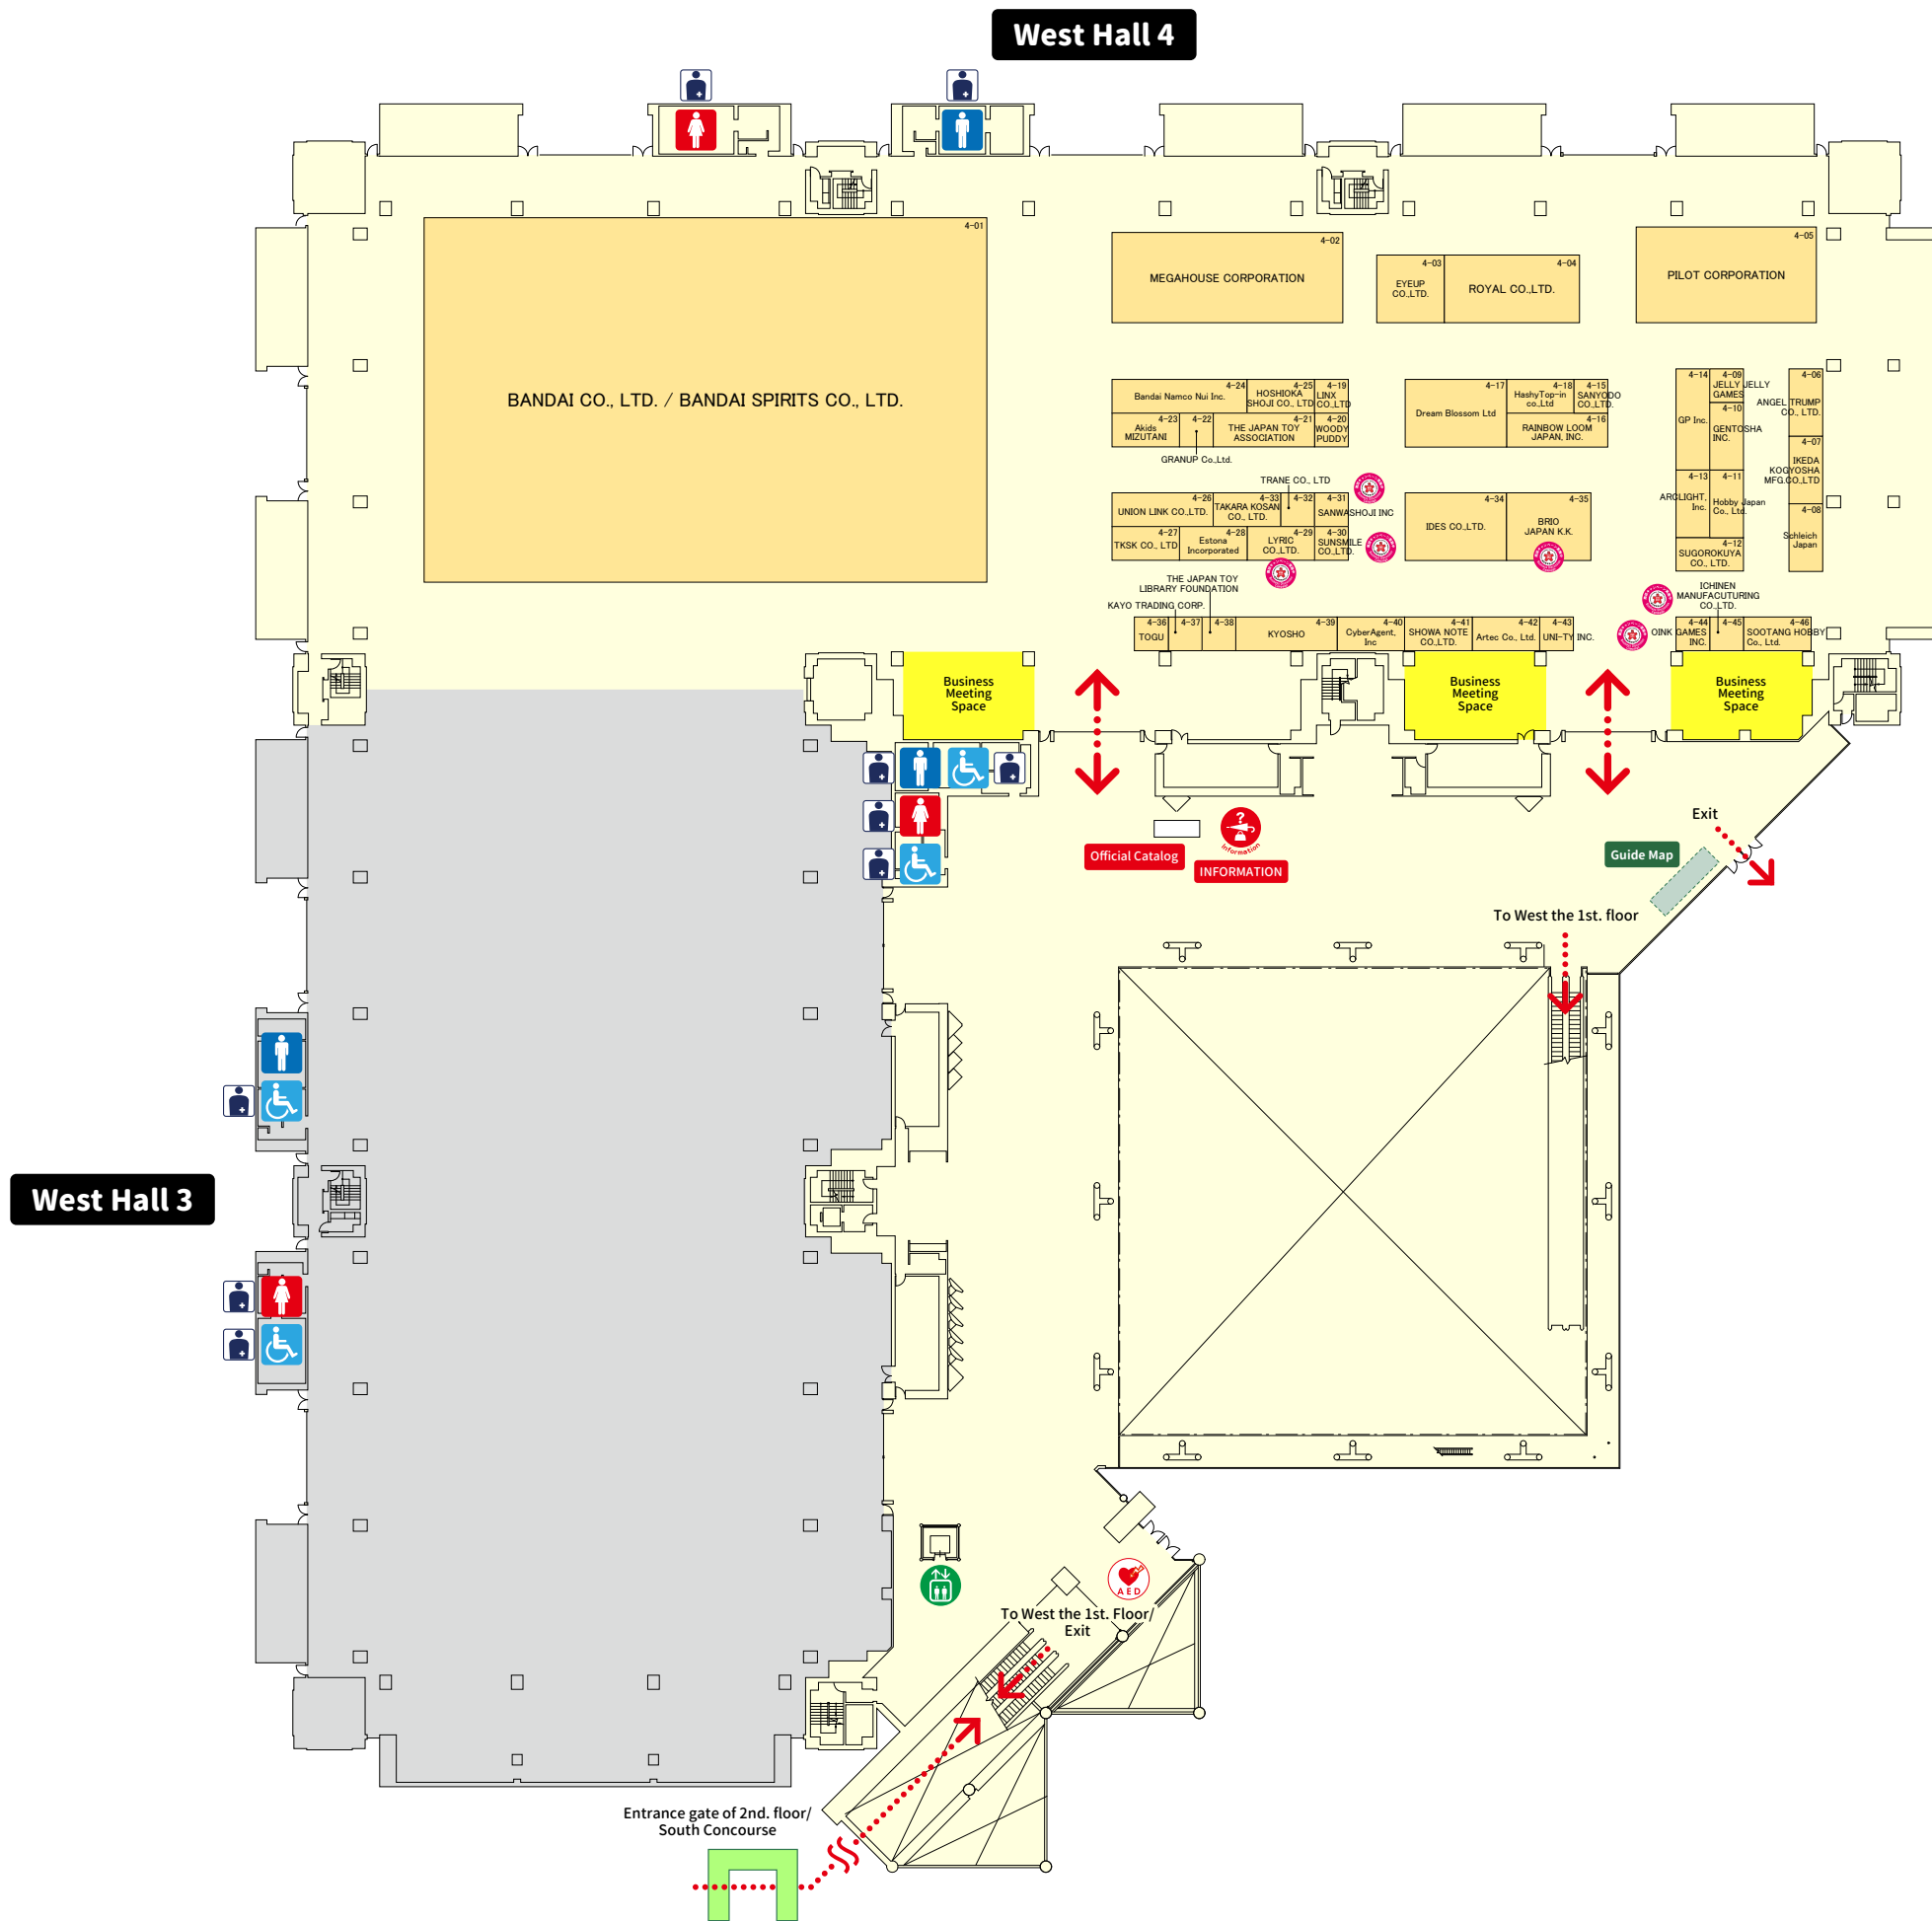 West Hall 4
4-01
BANDAI CO., LTD. / BANDAI SPIRITS CO., LTD.
4-02
MEGAHOUSE CORPORATION
4-03
EYEUP
CO.,LTD.
4-04
ROYAL CO.,LTD.
4-05
PILOT CORPORATION
4-24
Bandai Namco Nui Inc.
4-25
HOSHIOKA
SHOJI CO., LTD
4-19
LINX
CO.,LTD
4-23
Akids
MIZUTANI
4-22
GRANUP Co.,Ltd.
4-21
THE JAPAN TOY
ASSOCIATION
4-20
WOODY
PUDDY
4-17
Dream Blossom Ltd
4-18
HashyTop-in
co.,Ltd
4-15
SANYODO
CO.,LTD.
4-16
RAINBOW LOOM
JAPAN, INC.
4-14
GP Inc.
4-09
JELLY JELLY
GAMES
4-10
GENTOSHA
INC.
4-13
ARCLIGHT,
Inc.
4-11
Hobby Japan
Co., Ltd.
4-12
SUGOROKUYA
CO., LTD.
4-06
ANGEL TRUMP
CO., LTD.
4-07
IKEDA
KOGYOSHA
MFG.CO.,LTD
4-08
Schleich
Japan
TRANE CO., LTD
4-26
UNION LINK CO.,LTD.
4-33
TAKARA KOSAN
CO., LTD.
4-32
4-31
SANWASHOJI INC
4-27
TKSK CO., LTD
4-28
Estona
Incorporated
4-29
LYRIC
CO.,LTD.
4-30
SUNSMILE
CO.,LTD.
4-34
IDES CO.,LTD.
4-35
BRIO
JAPAN K.K.
THE JAPAN TOY
LIBRARY FOUNDATION
KAYO TRADING CORP.
4-36
TOGU
4-37
4-38
4-39
KYOSHO
4-40
CyberAgent,
Inc
4-41
SHOWA NOTE
CO.,LTD.
4-42
Artec Co., Ltd.
4-43
UNI-TY INC.
ICHINEN
MANUFACUTURING
CO.,LTD.
4-44
OINK GAMES
INC.
4-45
4-46
SOOTANG HOBBY
Co., Ltd.
Business
Meeting
Space
Business
Meeting
Space
Business
Meeting
Space
Official Catalog
?
Information
INFORMATION
Exit
Guide Map
To West the 1st. floor
West Hall 3
AED
To West the 1st. Floor/
Exit
Entrance gate of 2nd. floor/
South Concourse